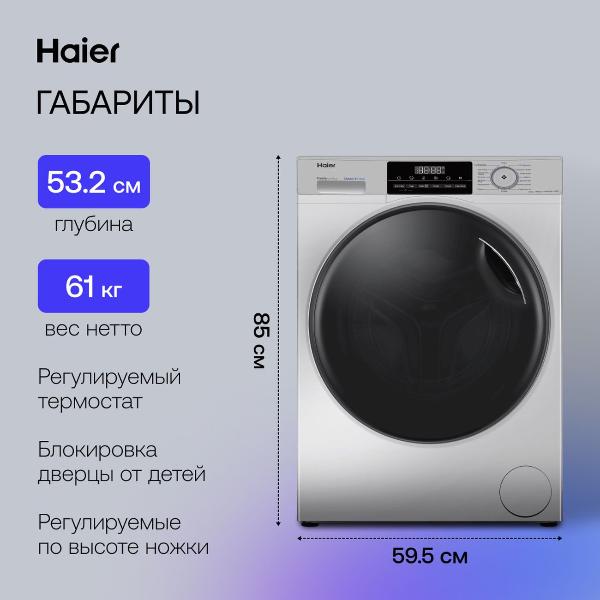 Haier
ГАБАРИТЫ
53.2 см
глубина
61 кг
вес нетто
Регулируемый
термостат
Блокировка
дверцы от детей
Регулируемые
по высоте ножки
Haier
85 см
59.5 см